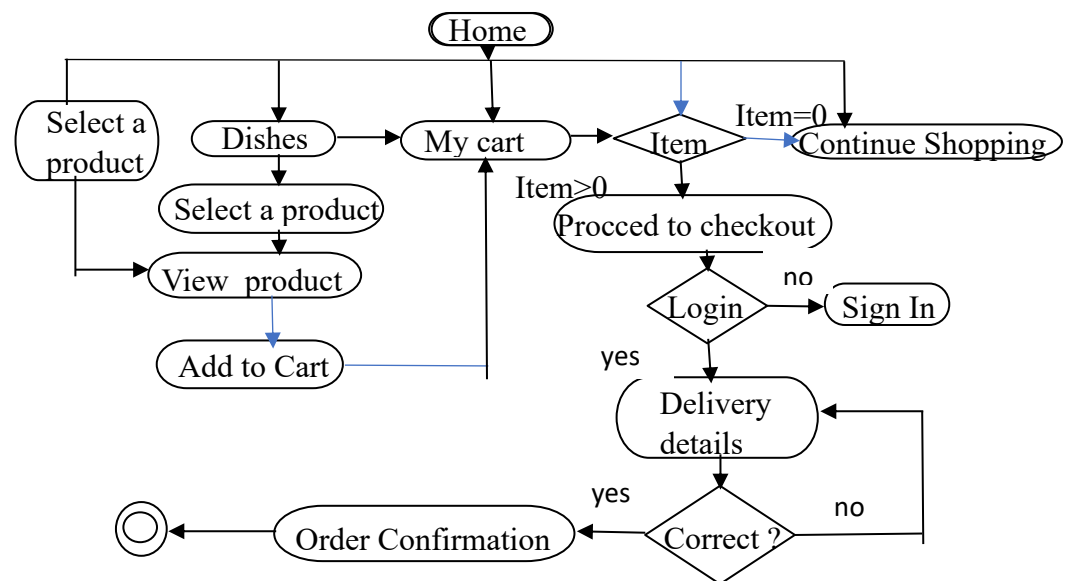 Home
Select a
product
Dishes
My cart
Item
Item=0
Continue Shopping
Select a product
Item>0
Procced to checkout
View product
Login
no
Sign In
Add to Cart
yes
Delivery
details
yes
no
Order Confirmation
Correct ?